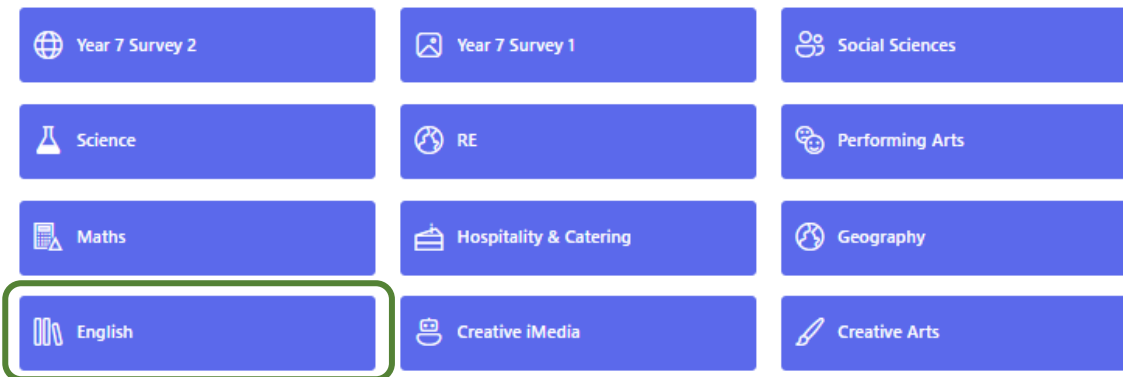 Year 7 Survey 2
Year 7 Survey 1
Social Sciences
Science
RE
Performing Arts
Maths
Hospitality & Catering
Geography
English
Creative iMedia
Creative Arts